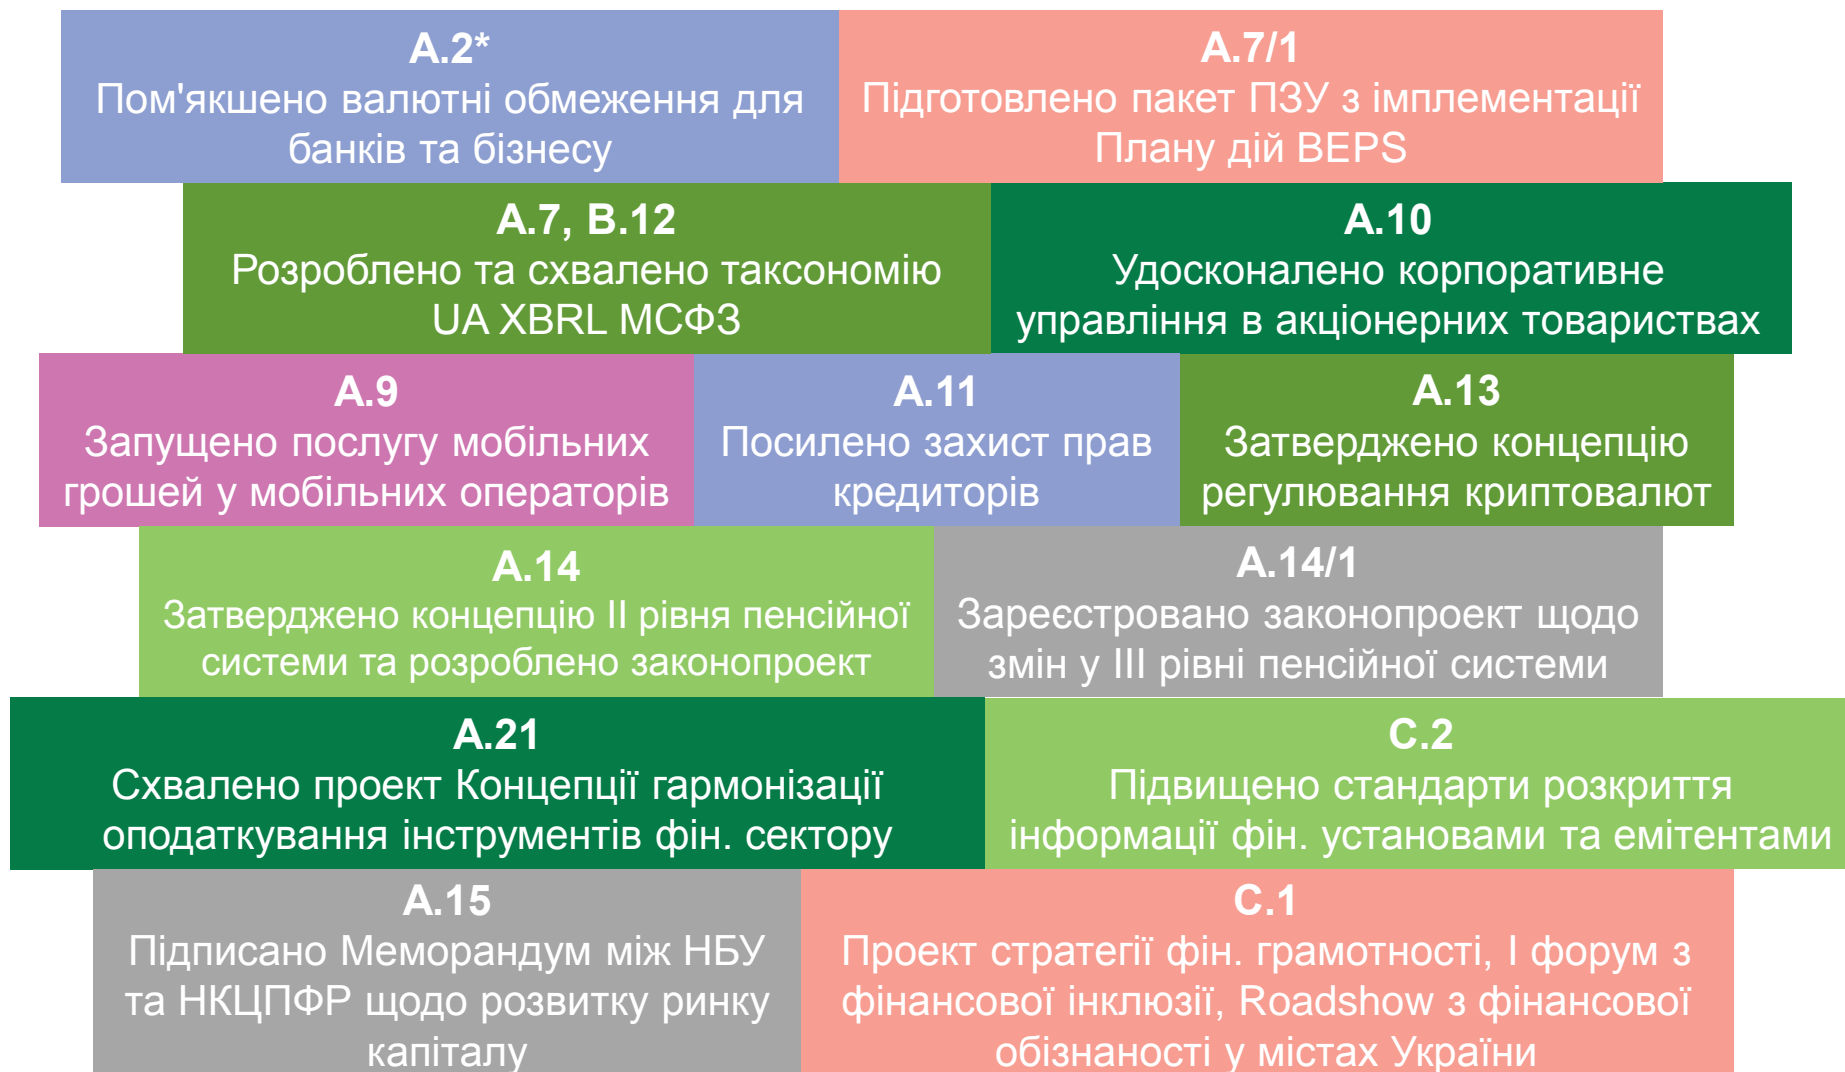 А.2*
Пом'якшено валютні обмеження для
банків та бізнесу
А.7/1
Підготовлено пакет ПЗУ з імплементації
Плану дій BEPS
А.7, В.12
Розроблено та схвалено таксономію
UA XBRL МСФЗ
А.10
Удосконалено корпоративне
управління в акціонерних товариствах
А.9
Запущено послугу мобільних
грошей у мобільних операторів
А.11
Посилено захист прав
кредиторів
А.13
Затверджено концепцію
регулювання криптовалют
А.14
Затверджено концепцію ІІ рівня пенсійної
системи та розроблено законопроект
А.14/1
Зареєстровано законопроект щодо
змін у ІІІ рівні пенсійної системи
А.21
Схвалено проект Концепції гармонізації
оподаткування інструментів фін. сектору
С.2
Підвищено стандарти розкриття
інформації фін. установами та емітентами
А.15
Підписано Меморандум між НБУ
та НКЦПФР щодо розвитку ринку
капіталу
С.1
Проект стратегії фін. грамотності, І форум з
фінансової інклюзії, Roadshow з фінансової
обізнаності у містах України